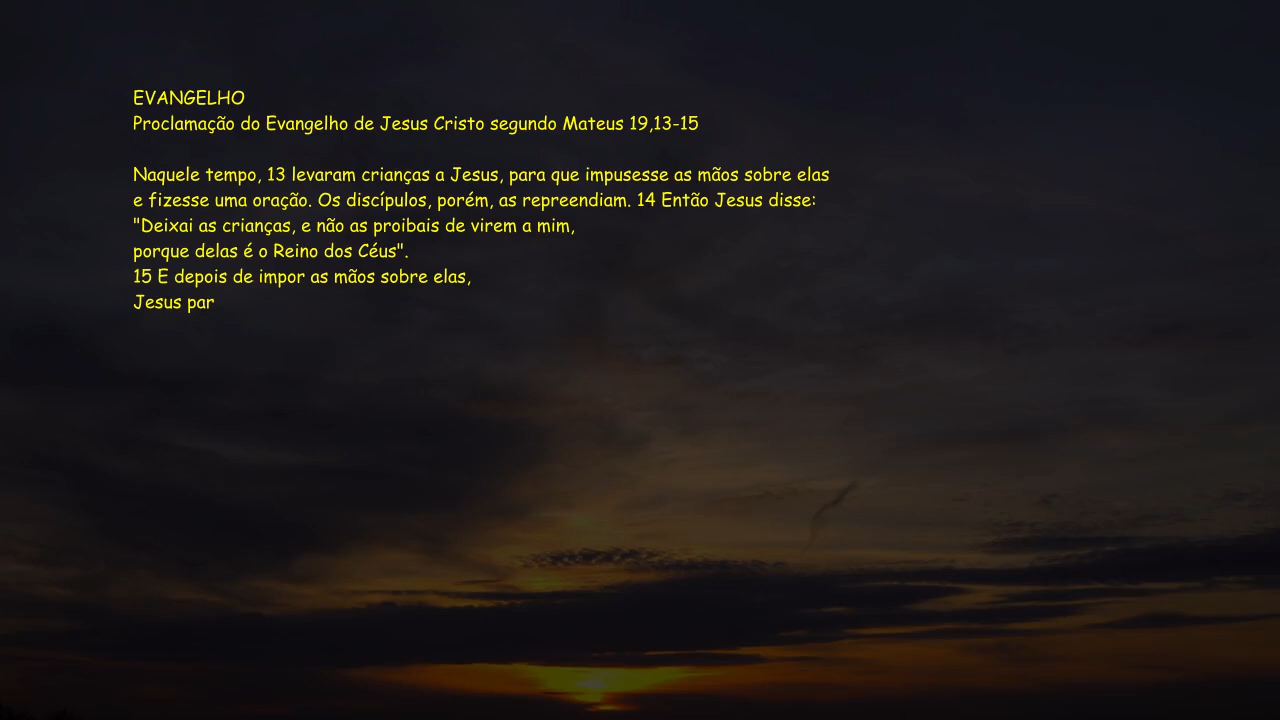 EVANGELHO
Proclamação do Evangelho de Jesus Cristo segundo Mateus 19,13-15
Naquele tempo, 13 levaram crianças a Jesus, para que impusesse as mãos sobre elas
e fizesse uma oração. Os discípulos, porém, as repreendiam. 14 Então Jesus disse:
"Deixai as crianças, e não as proibais de virem a mim,
porque delas é o Reino dos Céus".
15 E depois de impor as mãos sobre elas,
Jesus par